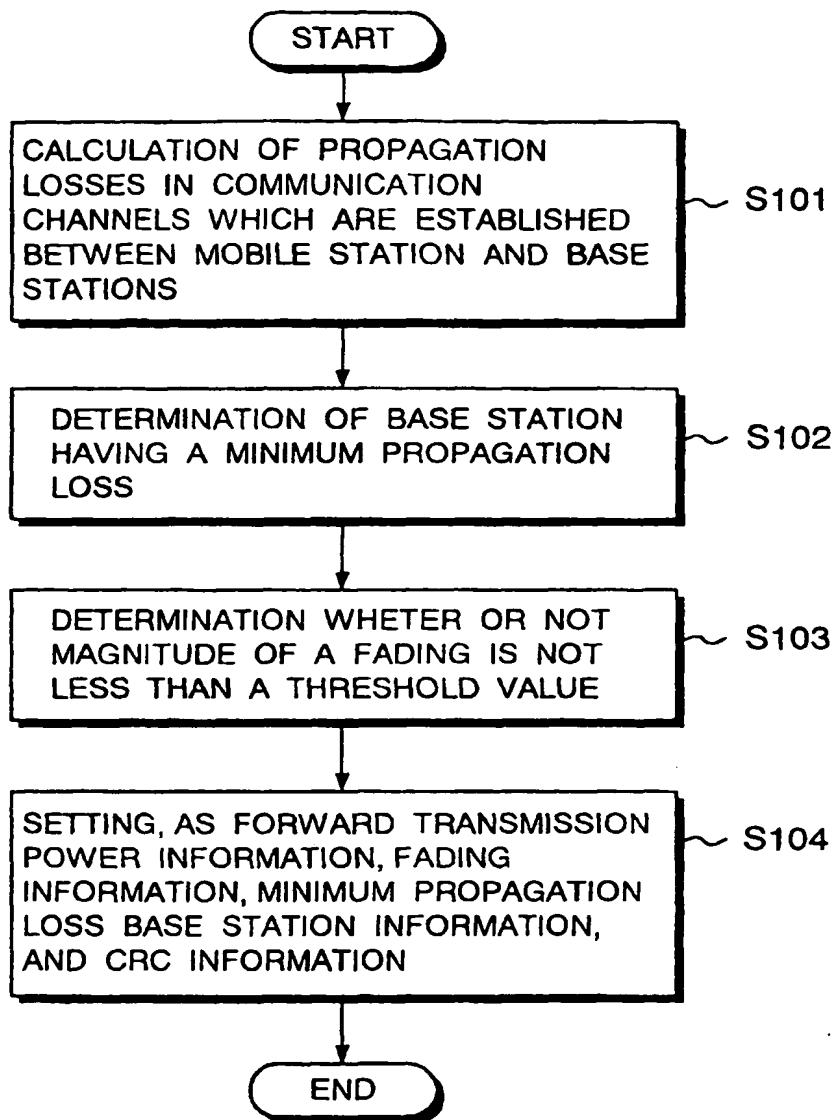 START
CALCULATION OF PROPAGATION
LOSSES IN COMMUNICATION
CHANNELS WHICH ARE ESTABLISHED
BETWEEN MOBILE STATION AND BASE
STATIONS
S101
DETERMINATION OF BASE STATION
HAVING A MINIMUM PROPAGATION
LOSS
S102
DETERMINATION WHETER OR NOT
MAGNITUDE OF A FADING IS NOT
LESS THAN A THRESHOLD VALUE
S103
SETTING, AS FORWARD TRANSMISSION
POWER INFORMATION, FADING
INFORMATION, MINIMUM PROPAGATION
LOSS BASE STATION INFORMATION,
AND CRC INFORMATION
S104
END